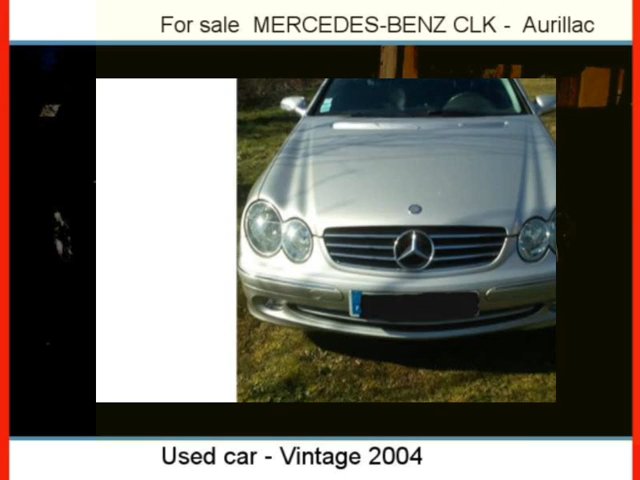 For sale MERCEDES-BENZ CLK - Aurillac
Used car - Vintage 2004